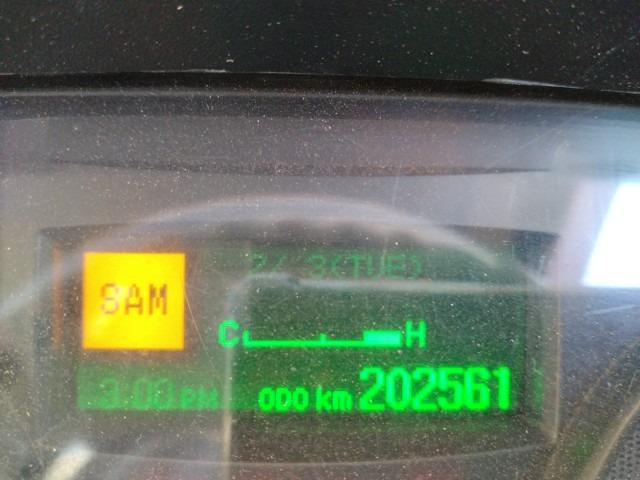 2/ 3(TUE)
SAM
C H
3:00 PM ODO km 202561